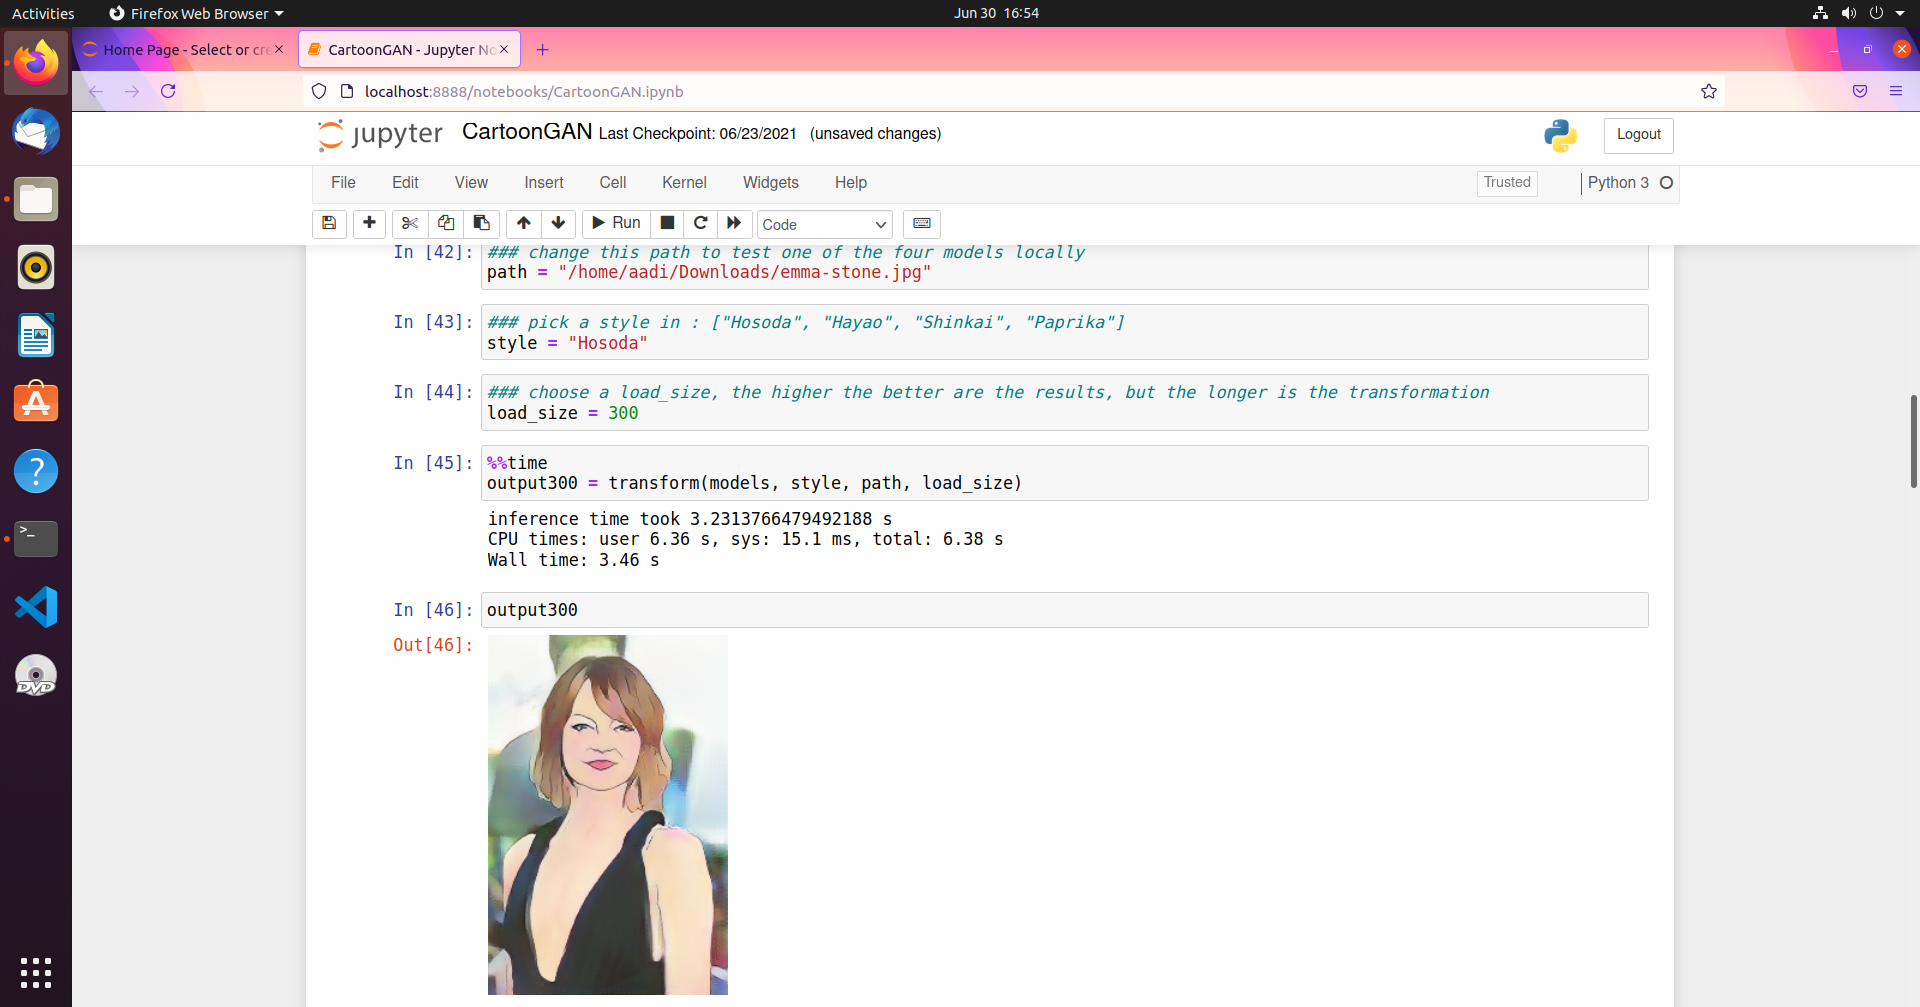 Activities
Firefox Web Browser
Jun 30 16:54
Home Page - Select or cre
CartoonGAN - Jupyter No
localhost:8888/notebooks/CartoonGAN.ipynb
jupyter
CartoonGAN Last Checkpoint: 06/23/2021 (unsaved changes)
Logout
File Edit View Insert Cell Kernel Widgets Help
Trusted
Python 3
Run
Code
In [42]: ### change this path to test one of the four models locally
path = "/home/aadi/Downloads/emma-stone.jpg"
In [43]: ### pick a style in : ["Hosoda", "Hayao", "Shinkai", "Paprika"]
style = "Hosoda"
In [44]: ### choose a load_size, the higher the better are the results, but the longer is the transformation
load_size = 300
In [45]: %%time
output300 = transform(models, style, path, load_size)
inference time took 3.2313766479492188 s
CPU times: user 6.36 s, sys: 15.1 ms, total: 6.38 s
Wall time: 3.46 s
In [46]: output300
Out[46]:
>_
DVD